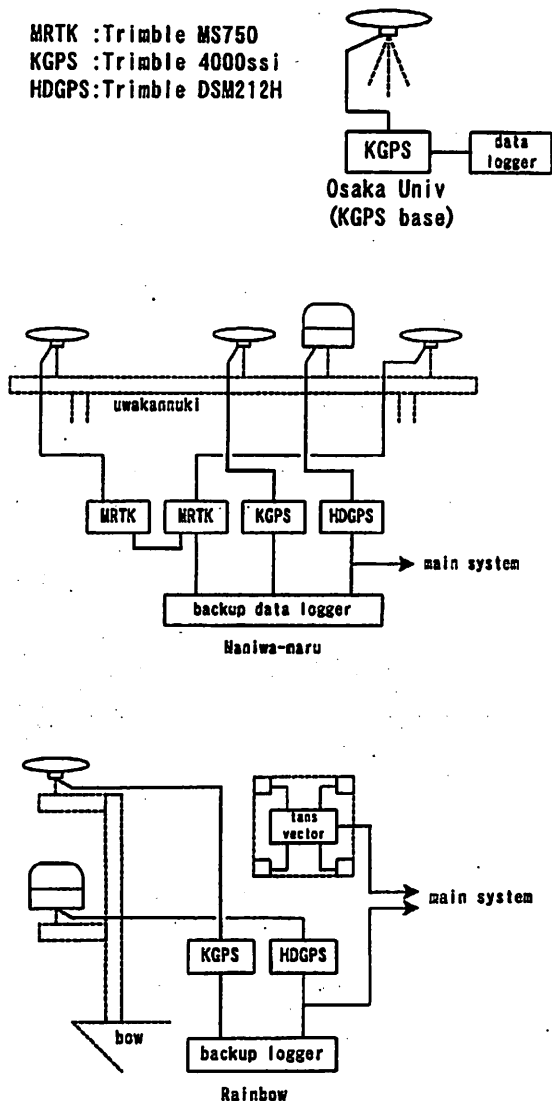 MRTK :Trimble MS750
KGPS :Trimble 4000ssi
HDGPS:Trimble DSM212H
KGPS
data
logger
Osaka Univ
(KGPS base)
uwakannuki
MRTK
MRTK
KGPS
HDGPS
main system
backup data logger
Naniwa-maru
tans
vector
main system
KGPS
HDGPS
bow
backup logger
Rainbow